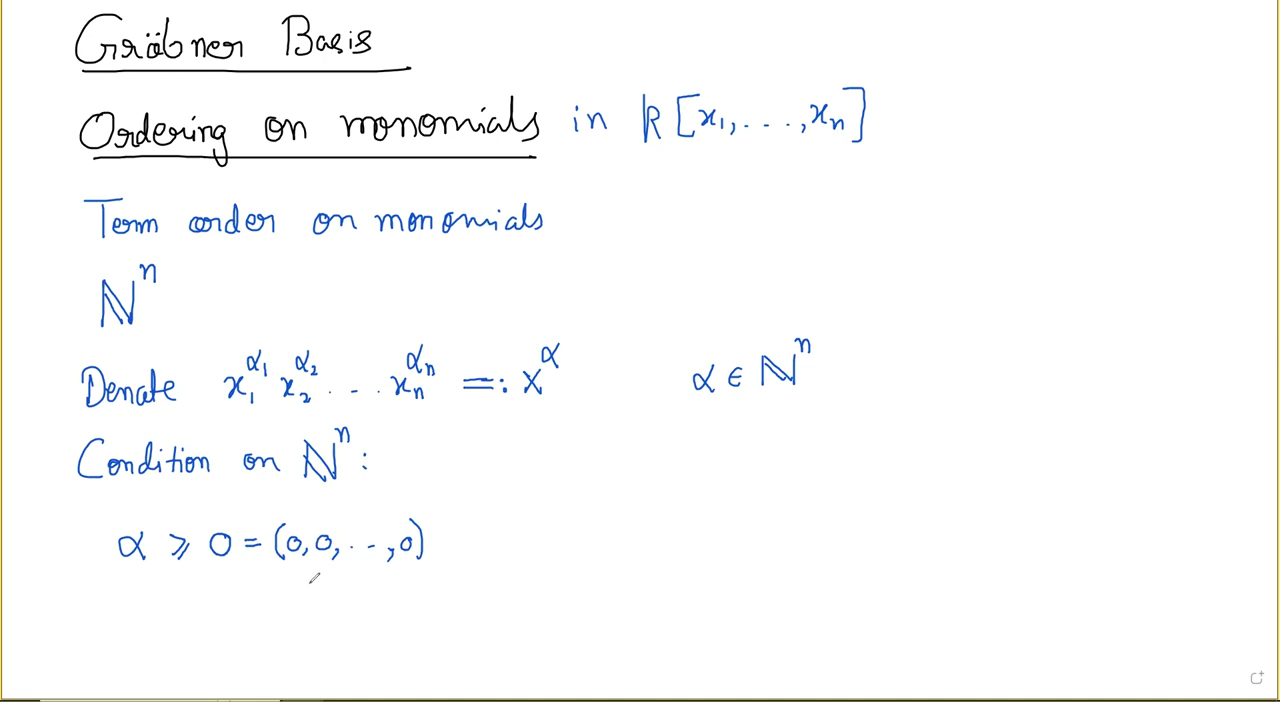 Gröbner Basis
Ordering on monomials in k[x₁, ..., xₙ]
Term order on monomials
ℕⁿ
Denote x₁^α₁ x₂^α₂ ... xₙ^αₙ =: X^α α ∈ ℕⁿ
Condition on ℕⁿ:
α ≥ 0 = (0,0, ..., 0)